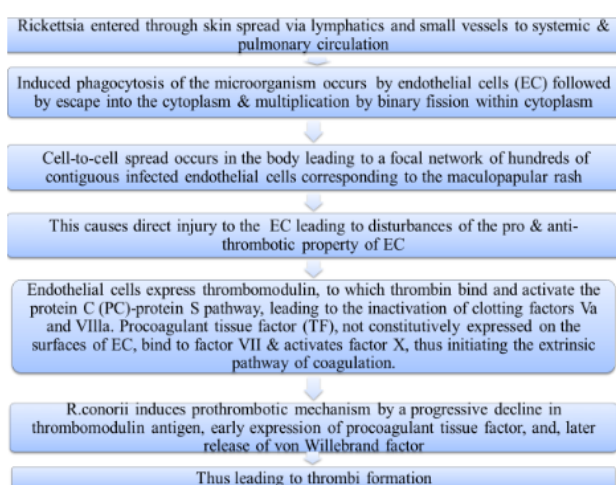 Rickettsia entered through skin spread via lymphatics and small vessels to systemic &
pulmonary circulation
Induced phagocytosis of the microorganism occurs by endothelial cells (EC) followed
by escape into the cytoplasm & multiplication by binary fission within cytoplasm
Cell-to-cell spread occurs in the body leading to a focal network of hundreds of
contiguous infected endothelial cells corresponding to the maculopapular rash
This causes direct injury to the EC leading to disturbances of the pro & anti-
thrombotic property of EC
Endothelial cells express thrombomodulin, to which thrombin bind and activate the
protein C (PC)-protein S pathway, leading to the inactivation of clotting factors Va
and VIIIa. Procoagulant tissue factor (TF), not constitutively expressed on the
surfaces of EC, bind to factor VII & activates factor X, thus initiating the extrinsic
pathway of coagulation.
R.conorii induces prothrombotic mechanism by a progressive decline in
thrombomodulin antigen, early expression of procoagulant tissue factor, and, later
release of von Willebrand factor
Thus leading to thrombi formation